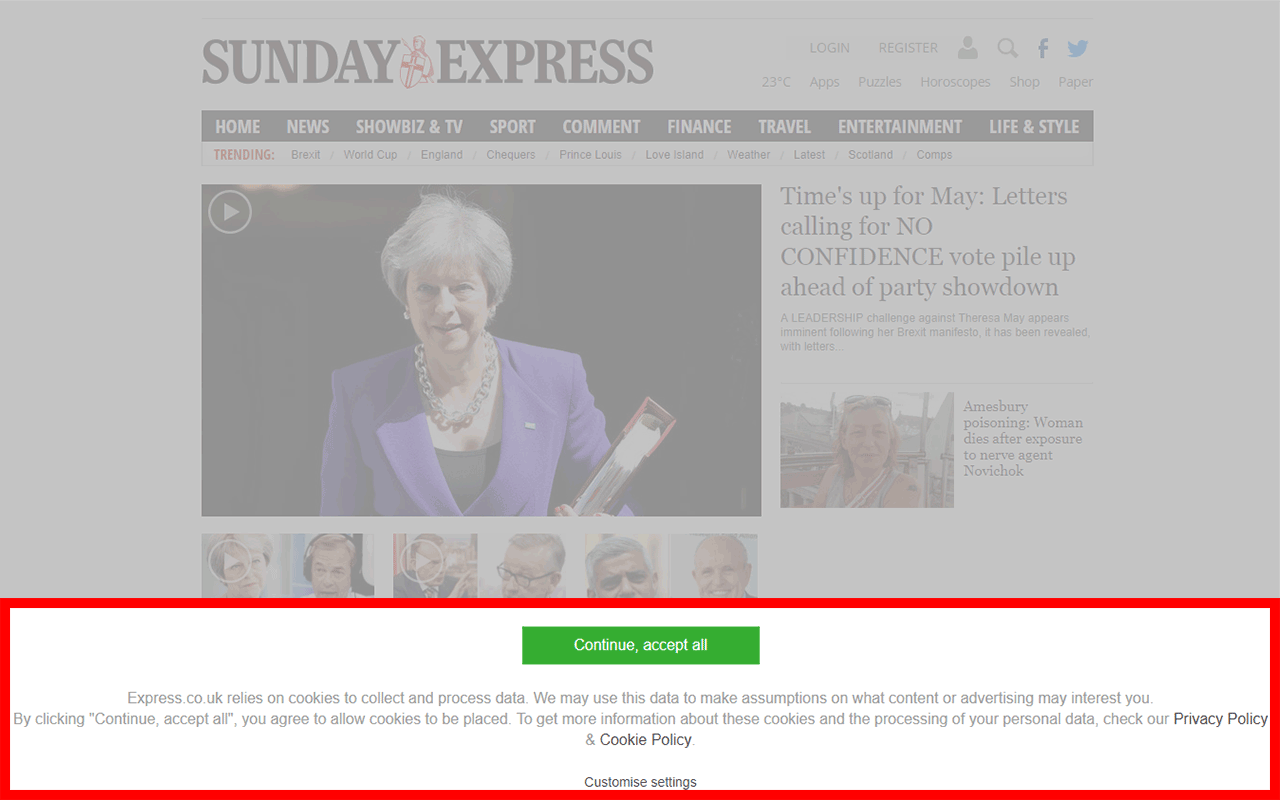 SUNDAY EXPRESS
LOGIN REGISTER
23°C Apps Puzzles Horoscopes Shop Paper
HOME NEWS SHOWBIZ & TV SPORT COMMENT FINANCE TRAVEL ENTERTAINMENT LIFE & STYLE
TRENDING: Brexit / World Cup / England / Chequers / Prince Louis / Love Island / Weather / Latest / Scotland / Comps
Time's up for May: Letters
calling for NO
CONFIDENCE vote pile up
ahead of party showdown
A LEADERSHIP challenge against Theresa May appears
imminent following her Brexit manifesto, it has been revealed,
with letters...
Amesbury
poisoning: Woman
dies after exposure
to nerve agent
Novichok
Continue, accept all
Express.co.uk relies on cookies to collect and process data. We may use this data to make assumptions on what content or advertising may interest you.
By clicking "Continue, accept all", you agree to allow cookies to be placed. To get more information about these cookies and the processing of your personal data, check our Privacy Policy
& Cookie Policy.
Customise settings